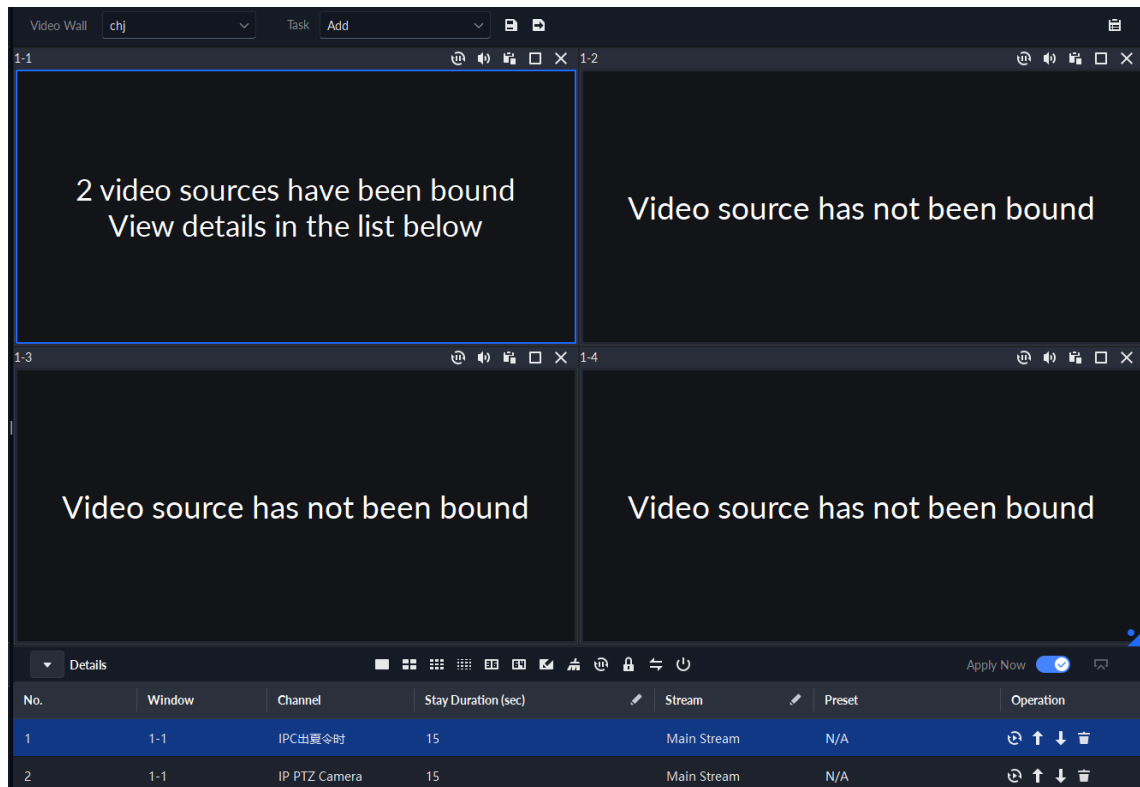 Video Wall chj Task Add
1-1 1-2
2 video sources have been bound
View details in the list below
Video source has not been bound
1-3 1-4
Video source has not been bound
Video source has not been bound
Details Apply Now
No. Window Channel Stay Duration (sec) Stream Preset Operation
1 1-1 IPC出夏令时 15 Main Stream N/A
2 1-1 IP PTZ Camera 15 Main Stream N/A